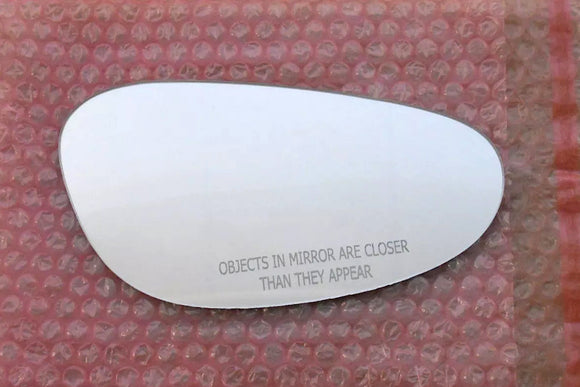 OBJECTS IN MIRROR ARE CLOSER
THAN THEY APPEAR